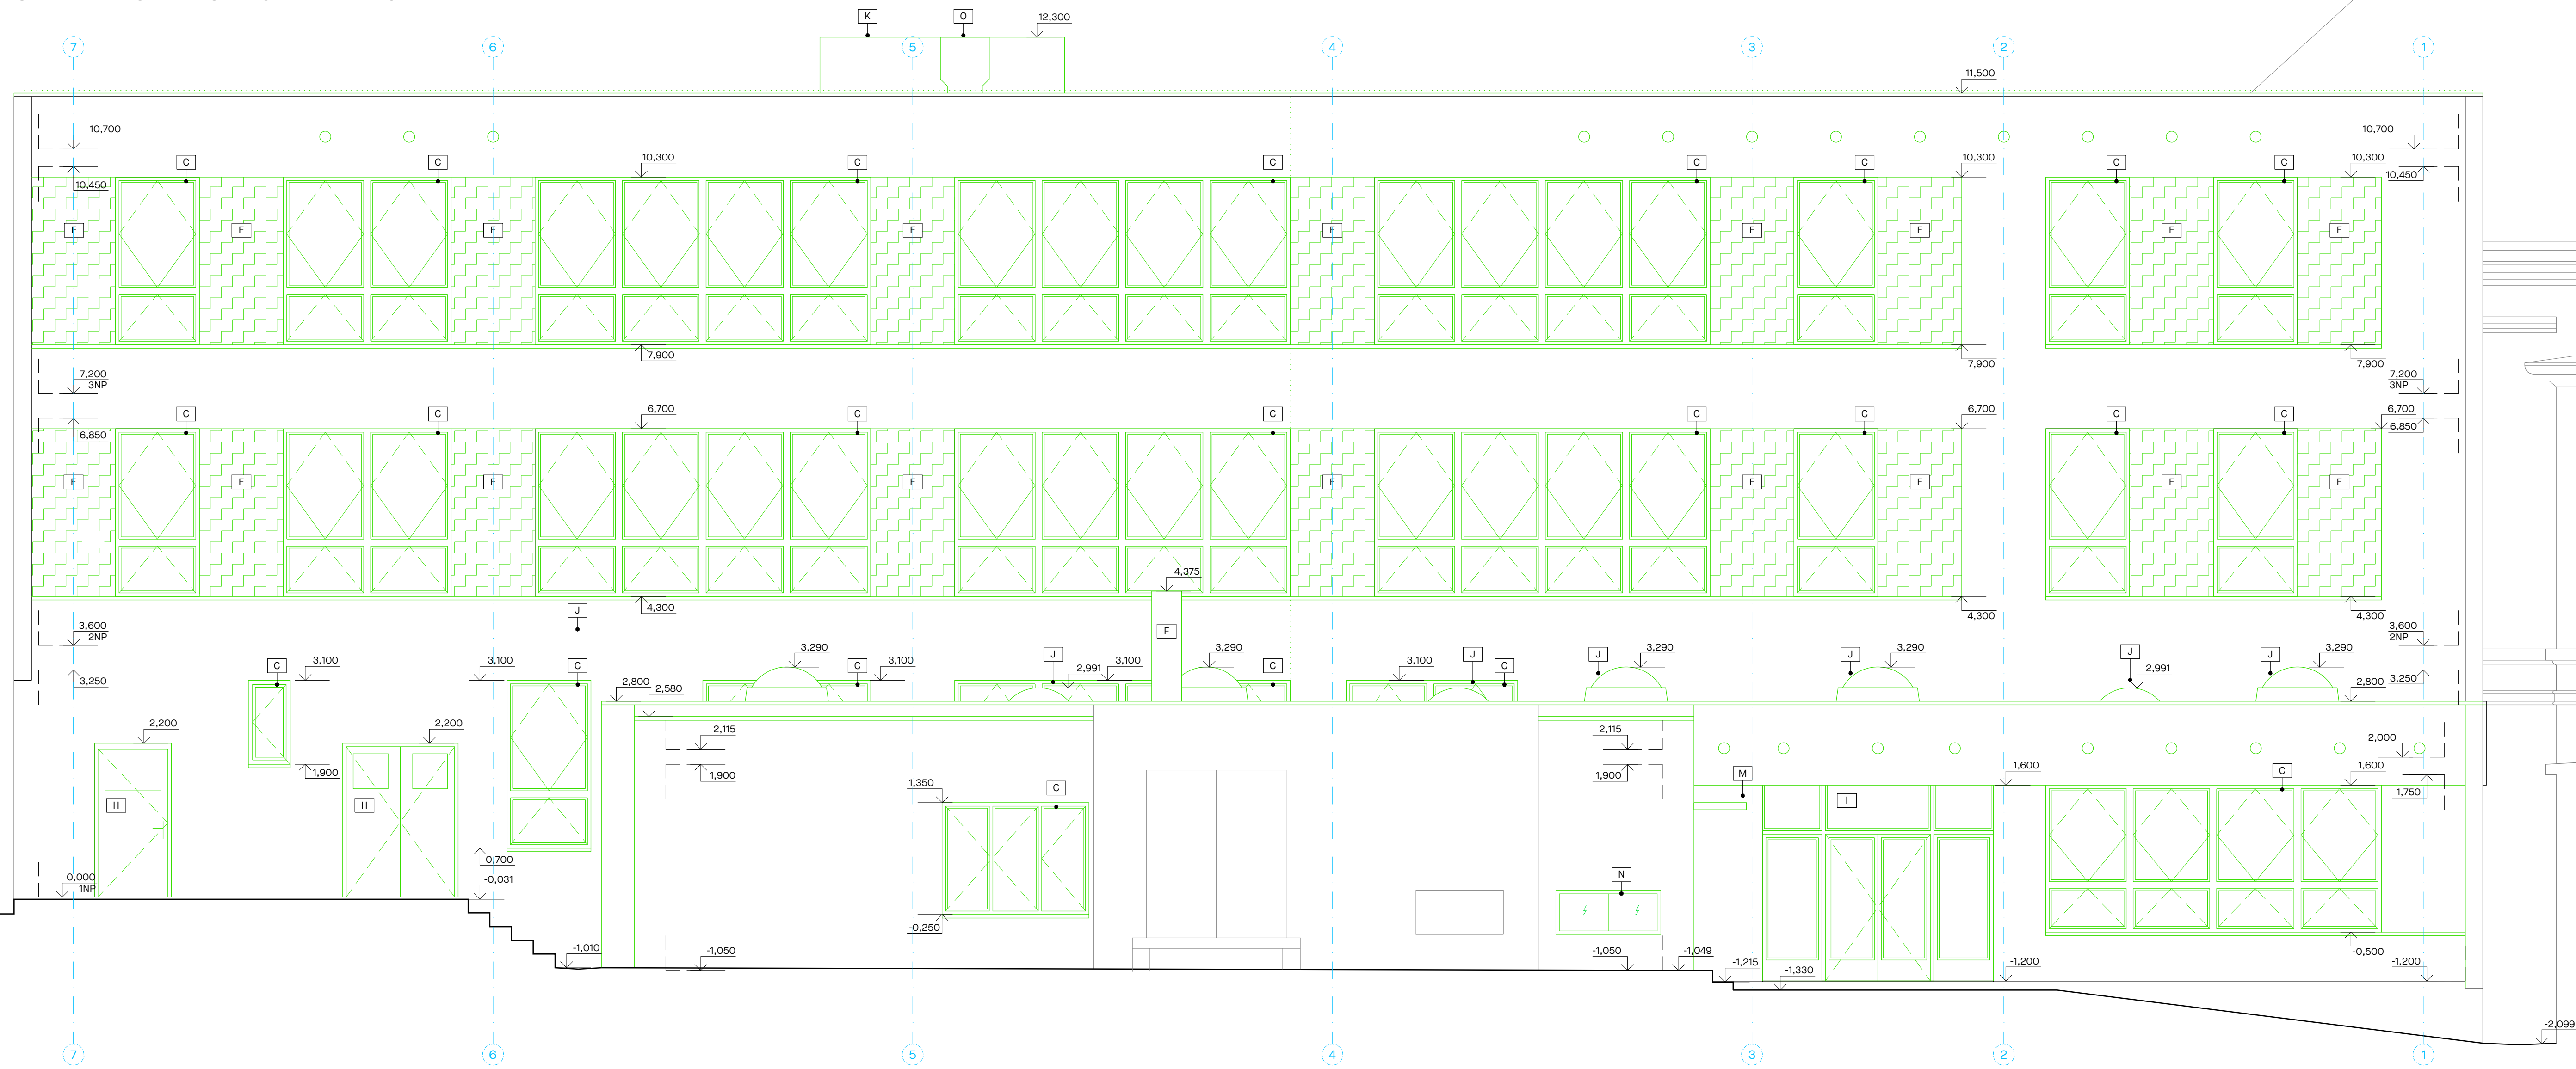 K O 12,300
7 6 5 4 3 2 1
11,500
10,700 10,700
C C 10,300 C C C C 10,300 C C 10,300
10,450 10,450
E E E E E E E E E
7,900 7,900 7,900
7,200 7,200
3NP 3NP
C C 6,700 C C C C 6,700 C C 6,700
6,850 6,850
E E E E E E E E E
4,375
J 4,300 4,300 4,300
3,600 F 3,600
2NP 2NP
3,290 3,290 3,290 3,290 3,290
J J J J J J
C 3,100 3,100 C C 3,100 2,991 3,100 C 3,100 C 2,991
3,250 2,800 2,580 2,800 3,250
2,200 2,200 2,115 2,115 2,000
1,900 1,900 1,900 M C
1,350 C I 1,600 1,600 1,750
H H
0,700
0,000 -0,031 N
1NP
-0,250 -0,500
-1,010 -1,050 -1,050 -1,049 -1,215 -1,330 -1,200 -1,200
-2,099
7 6 5 4 3 2 1